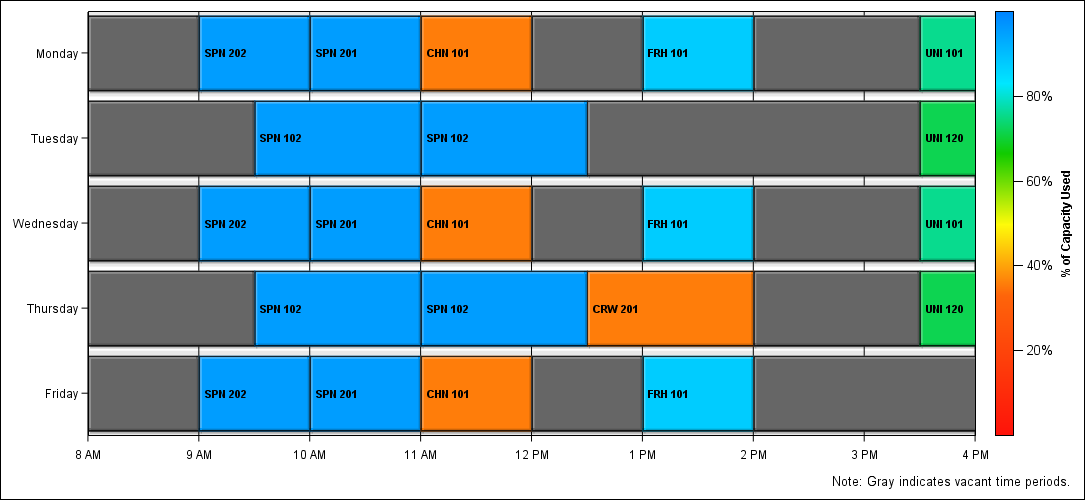 Monday
SPN 202
SPN 201
CHN 101
FRH 101
UNI 101
Tuesday
SPN 102
SPN 102
UNI 120
Wednesday
SPN 202
SPN 201
CHN 101
FRH 101
UNI 101
Thursday
SPN 102
SPN 102
CRW 201
UNI 120
Friday
SPN 202
SPN 201
CHN 101
FRH 101
8 AM
9 AM
10 AM
11 AM
12 PM
1 PM
2 PM
3 PM
4 PM
80%
60%
40%
20%
% of Capacity Used
Note: Gray indicates vacant time periods.